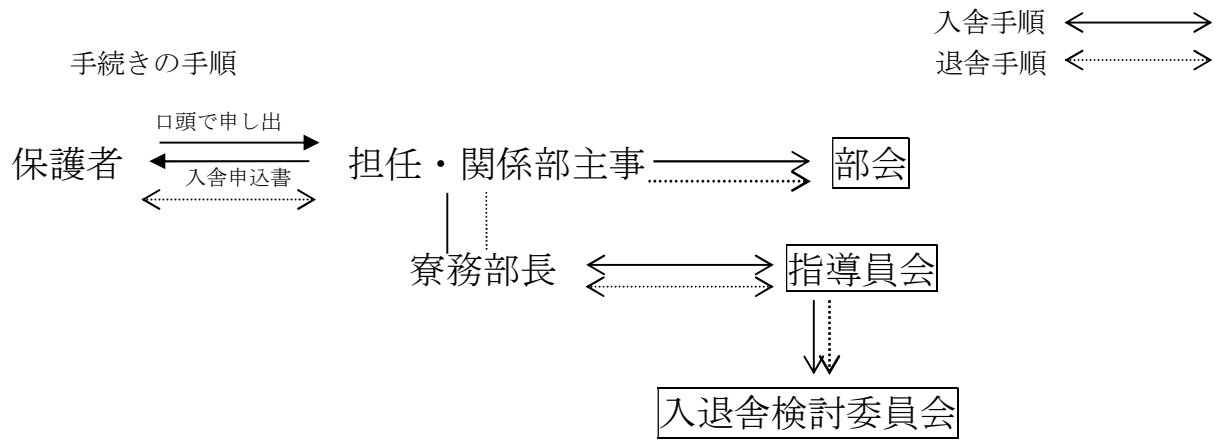 入舎手順
手続きの手順
退舎手順
口頭で申し出
保護者
担任・関係部主事
部会
入舎申込書
寮務部長
指導員会
入退舎検討委員会